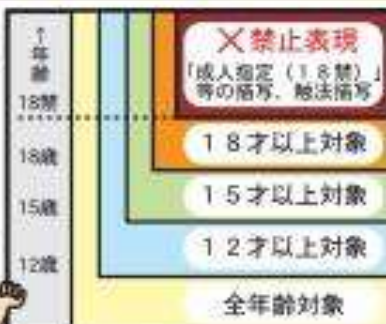 ↑年齢
18禁
18歳
15歳
12歳
×禁止表現
「成人指定（18禁）」
等の描写、触法描写
18才以上対象
15才以上対象
12才以上対象
全年齢対象